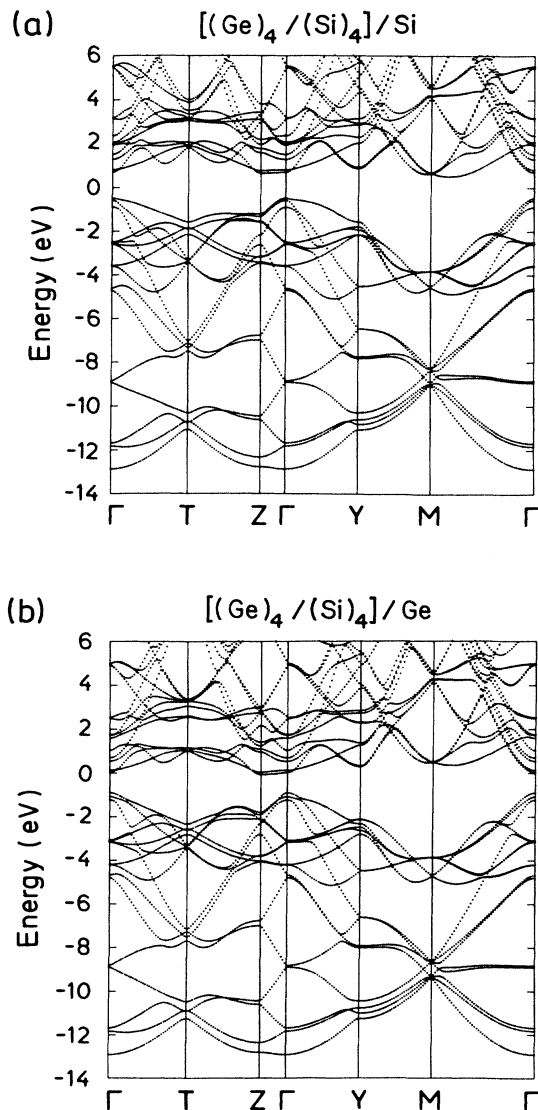 (a)
[(Ge)₄/(Si)₄]/Si
6
4
2
0
-2
-4
-6
-8
-10
-12
-14
Energy (eV)
Γ T Z Γ Y M Γ
(b)
[(Ge)₄/(Si)₄]/Ge
6
4
2
0
-2
-4
-6
-8
-10
-12
-14
Energy (eV)
Γ T Z Γ Y M Γ